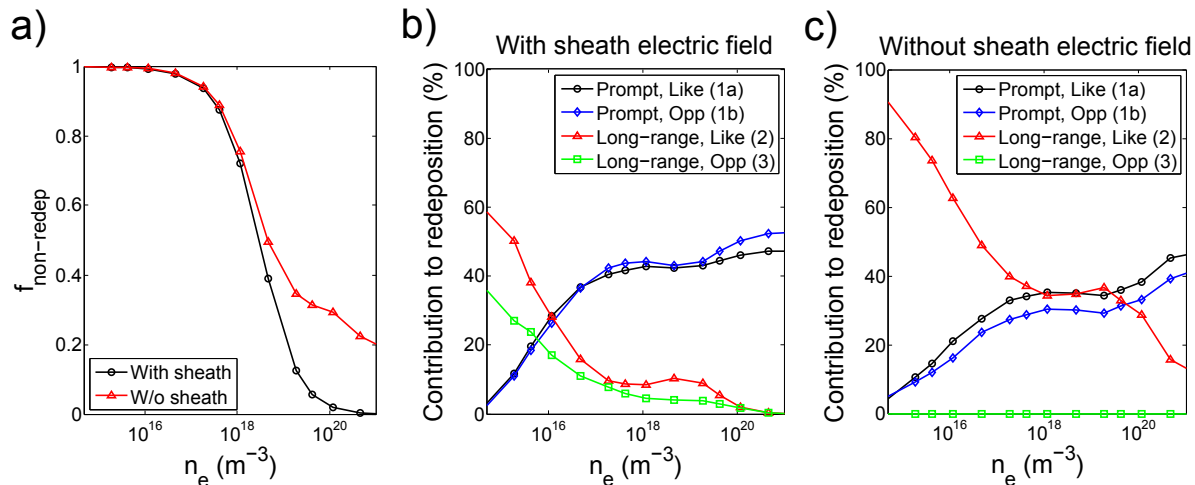 a)
1
0.8
0.6
0.4
0.2
0
f_non-redep
With sheath
W/o sheath
10^16
10^18
10^20
n_e (m^−3)
b)
With sheath electric field
100
80
60
40
20
0
Contribution to redeposition (%)
Prompt, Like (1a)
Prompt, Opp (1b)
Long−range, Like (2)
Long−range, Opp (3)
10^16
10^18
10^20
n_e (m^−3)
c)
Without sheath electric field
100
80
60
40
20
0
Contribution to redeposition (%)
Prompt, Like (1a)
Prompt, Opp (1b)
Long−range, Like (2)
Long−range, Opp (3)
10^16
10^18
10^20
n_e (m^−3)